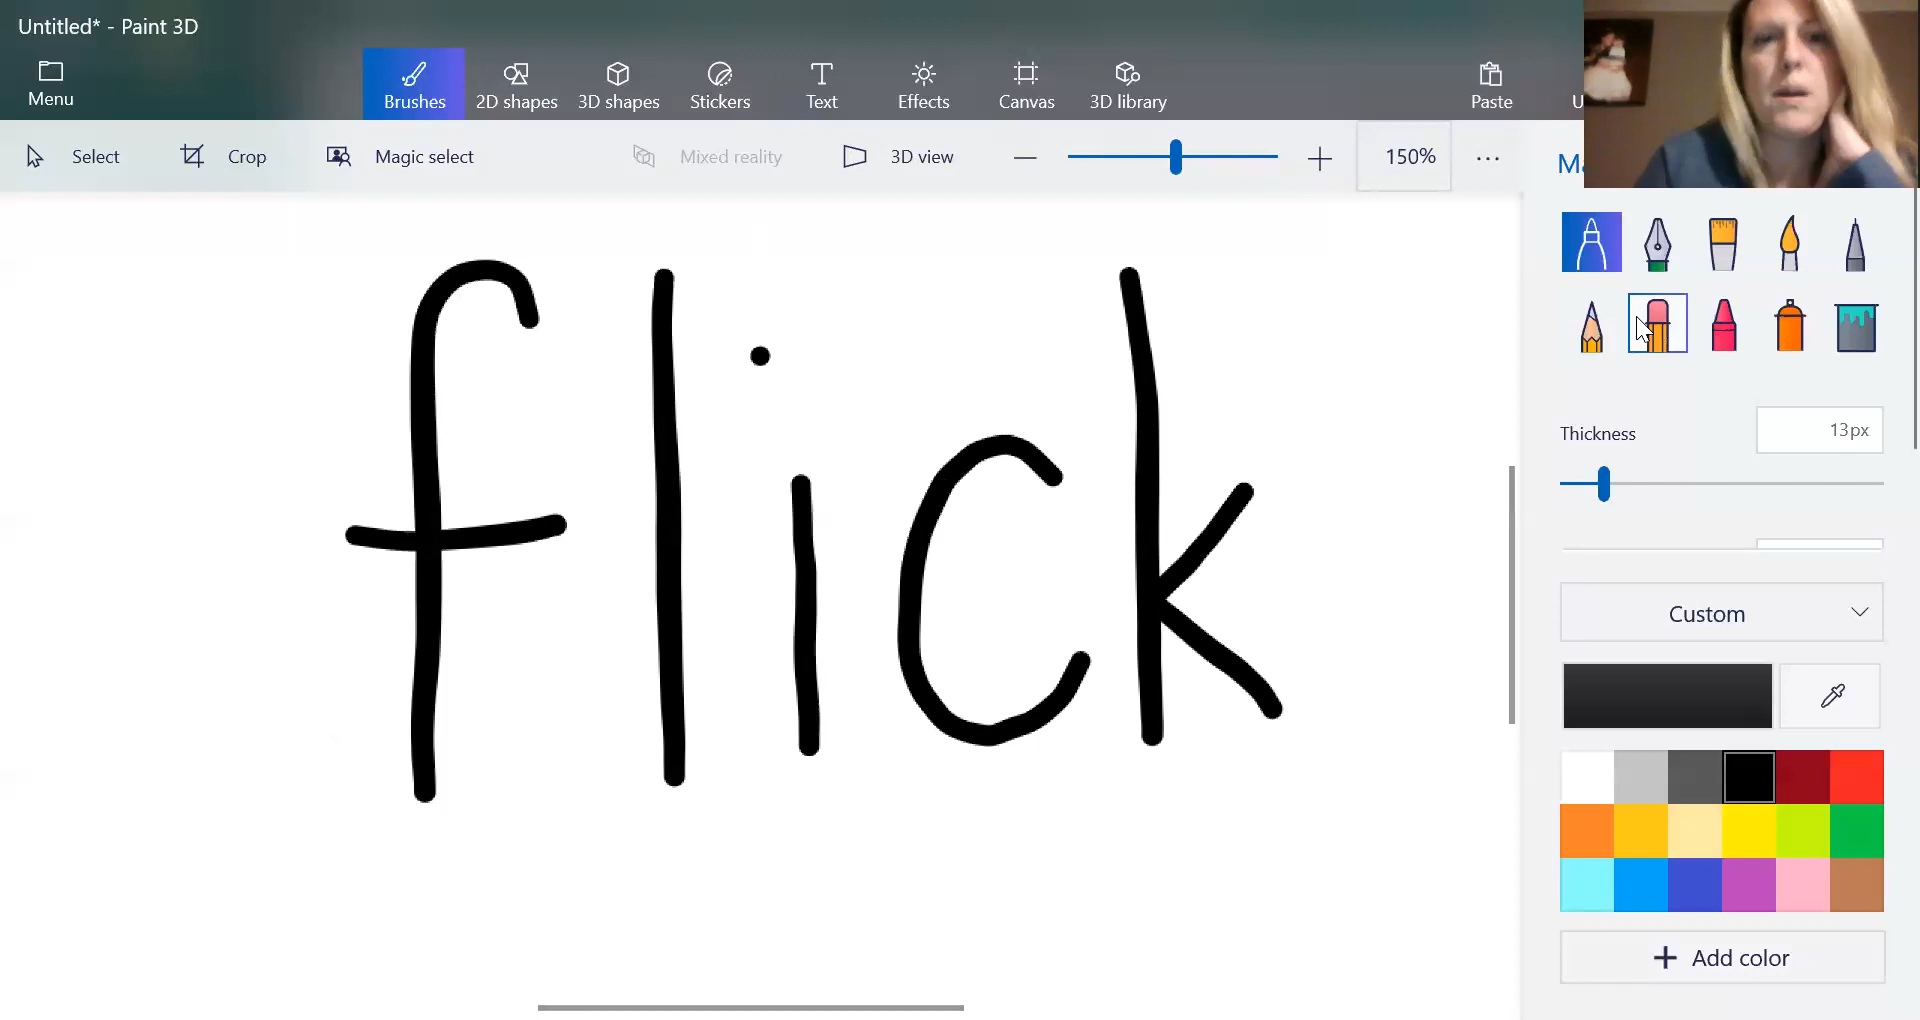 Untitled* - Paint 3D
Menu
Brushes
2D shapes
3D shapes
Stickers
Text
Effects
Canvas
3D library
Paste
Select
Crop
Magic select
Mixed reality
3D view
150%
flick
Thickness
13px
Custom
Add color